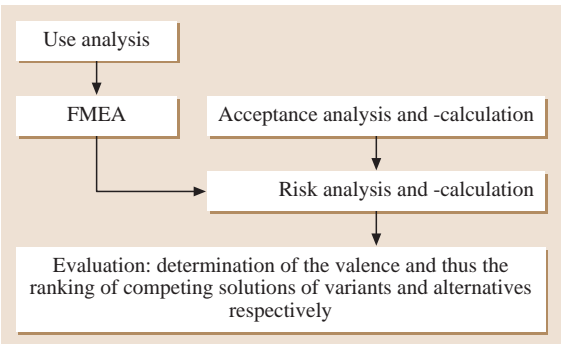 Use analysis
FMEA
Acceptance analysis and -calculation
Risk analysis and -calculation
Evaluation: determination of the valence and thus the
ranking of competing solutions of variants and alternatives
respectively